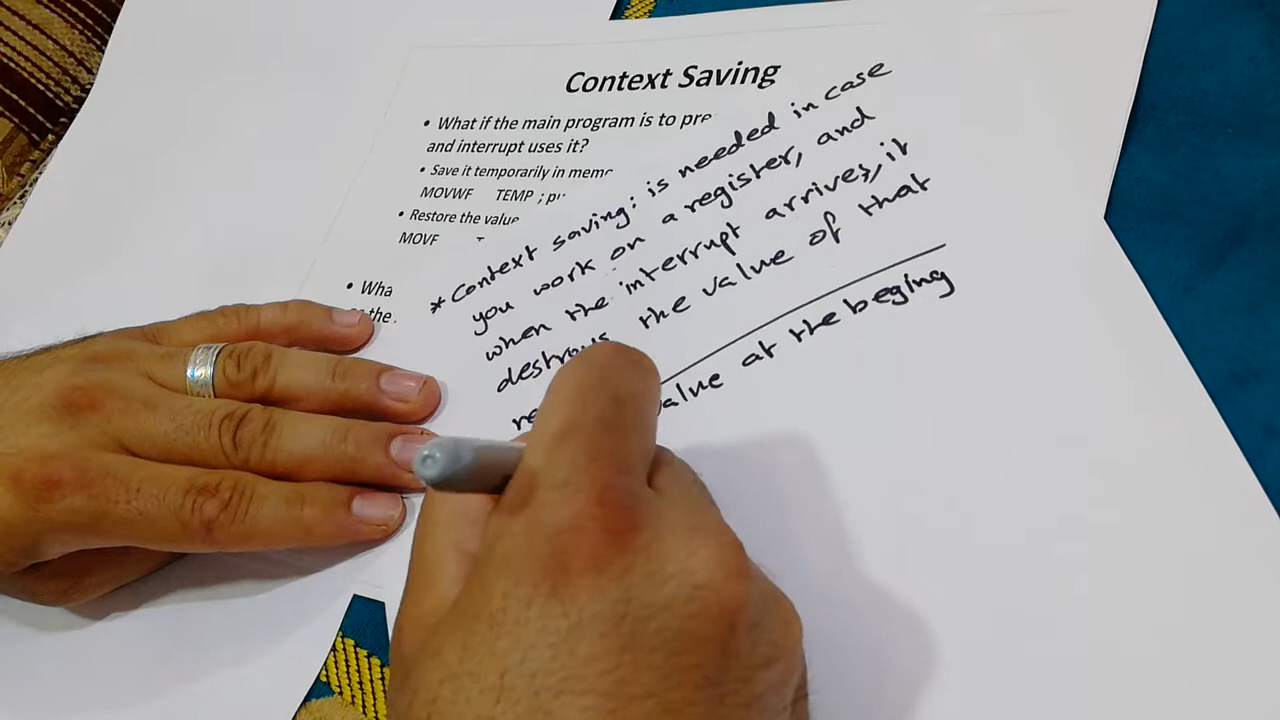 Context Saving
• What if the main program is to pre
and interrupt uses it?
• Save it temporarily in memo
MOVWF TEMP ; pu
• Restore the value
MOVF
• Wha
the
*Context saving: is needed in case
you work on a register, and
when the interrupt arrives, it
destroys the value of that
value at the beging